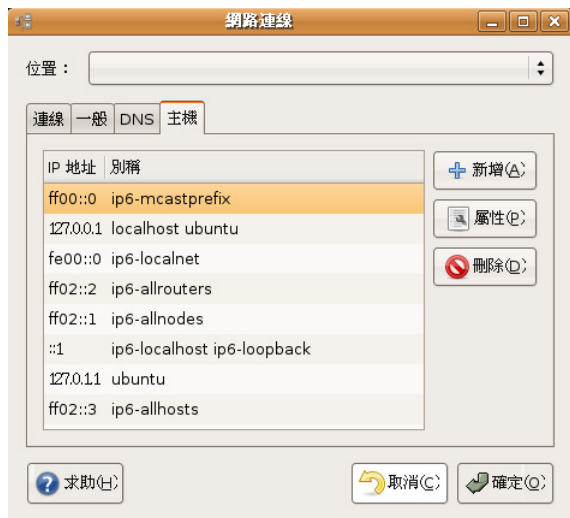 網路連線
位置：
連線 一般 DNS 主機
IP 地址 別稱
ff00::0 ip6-mcastprefix
127.0.0.1 localhost ubuntu
fe00::0 ip6-localnet
ff02::2 ip6-allrouters
ff02::1 ip6-allnodes
::1 ip6-localhost ip6-loopback
127.0.1.1 ubuntu
ff02::3 ip6-allhosts
新增(A)
屬性(P)
刪除(D)
求助(H)
取消(C)
確定(O)